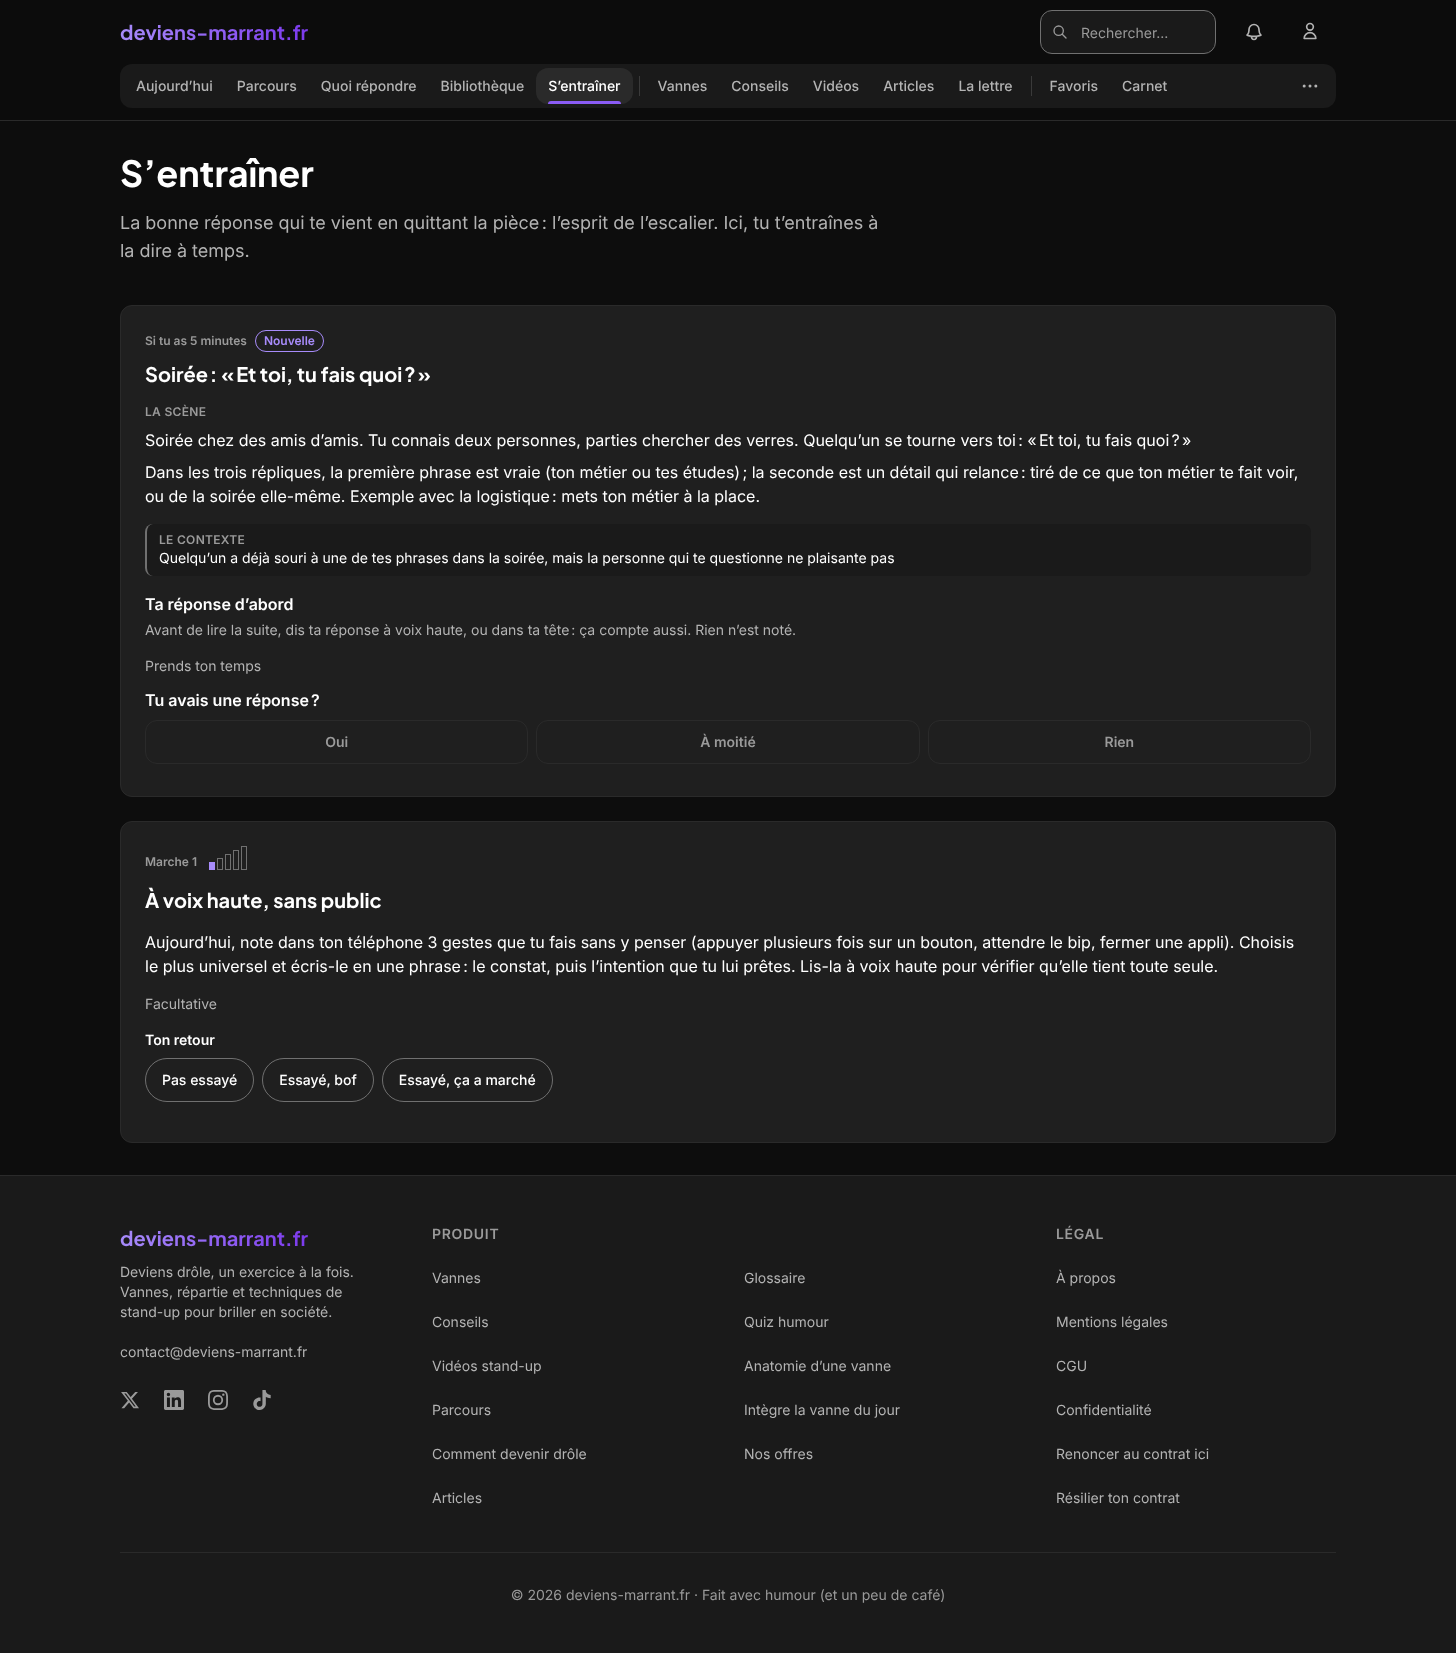 deviens-marrant.fr
Rechercher...
Aujourd’hui
Parcours
Quoi répondre
Bibliothèque
S’entraîner
Vannes
Conseils
Vidéos
Articles
La lettre
Favoris
Carnet
S’entraîner
La bonne réponse qui te vient en quittant la pièce : l’esprit de l’escalier. Ici, tu t’entraînes à
la dire à temps.
Si tu as 5 minutes
Nouvelle
Soirée : « Et toi, tu fais quoi ? »
LA SCÈNE
Soirée chez des amis d’amis. Tu connais deux personnes, parties chercher des verres. Quelqu’un se tourne vers toi : « Et toi, tu fais quoi ? »
Dans les trois répliques, la première phrase est vraie (ton métier ou tes études) ; la seconde est un détail qui relance : tiré de ce que ton métier te fait voir,
ou de la soirée elle-même. Exemple avec la logistique : mets ton métier à la place.
LE CONTEXTE
Quelqu’un a déjà souri à une de tes phrases dans la soirée, mais la personne qui te questionne ne plaisante pas
Ta réponse d’abord
Avant de lire la suite, dis ta réponse à voix haute, ou dans ta tête : ça compte aussi. Rien n’est noté.
Prends ton temps
Tu avais une réponse ?
Oui
À moitié
Rien
Marche 1
À voix haute, sans public
Aujourd’hui, note dans ton téléphone 3 gestes que tu fais sans y penser (appuyer plusieurs fois sur un bouton, attendre le bip, fermer une appli). Choisis
le plus universel et écris-le en une phrase : le constat, puis l’intention que tu lui prêtes. Lis-la à voix haute pour vérifier qu’elle tient toute seule.
Facultative
Ton retour
Pas essayé
Essayé, bof
Essayé, ça a marché
deviens-marrant.fr
Deviens drôle, un exercice à la fois.
Vannes, répartie et techniques de
stand-up pour briller en société.
contact@deviens-marrant.fr
PRODUIT
Vannes
Conseils
Vidéos stand-up
Parcours
Comment devenir drôle
Articles
Glossaire
Quiz humour
Anatomie d’une vanne
Intègre la vanne du jour
Nos offres
LÉGAL
À propos
Mentions légales
CGU
Confidentialité
Renoncer au contrat ici
Résilier ton contrat
© 2026 deviens-marrant.fr · Fait avec humour (et un peu de café)